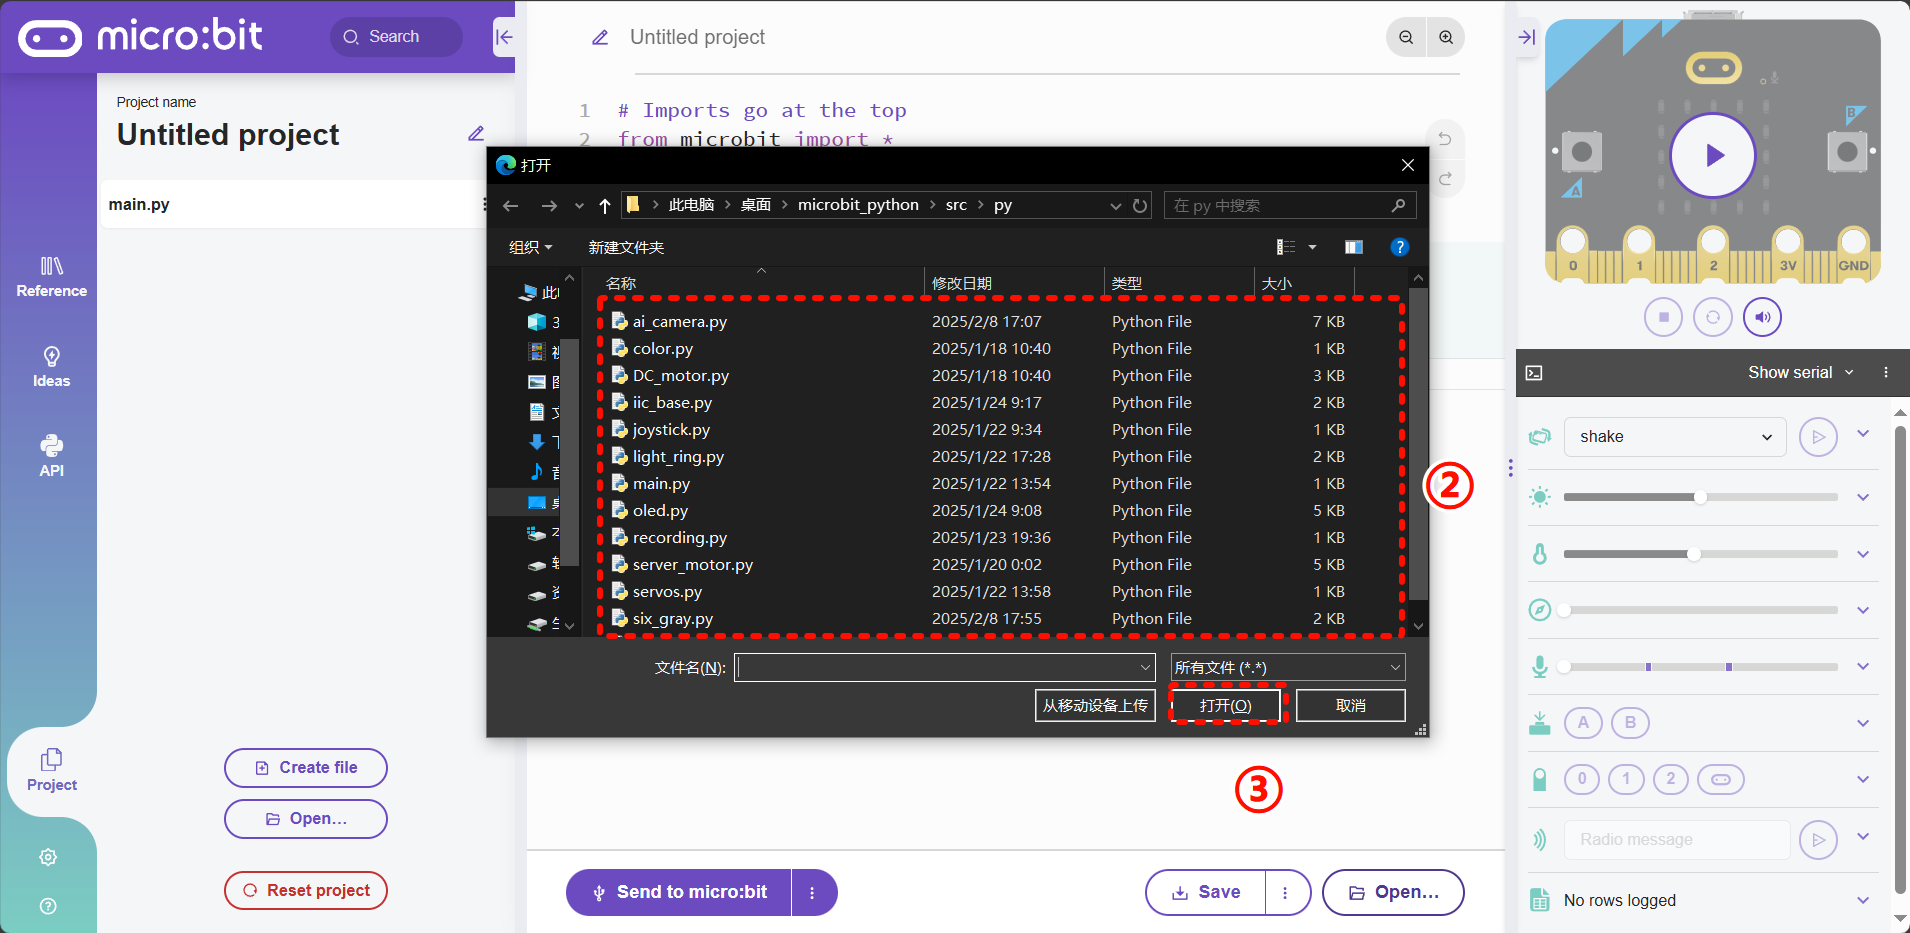 micro:bit
Search
Project name
Untitled project
main.py
Reference
Ideas
API
Project
Create file
Open...
Reset project
Untitled project
1 # Imports go at the top
2 from microbit import *
打开
此电脑 > 桌面 > microbit_python > src > py
在 py 中搜索
组织
新建文件夹
名称 修改日期 类型 大小
ai_camera.py 2025/2/8 17:07 Python File 7 KB
color.py 2025/1/18 10:40 Python File 1 KB
DC_motor.py 2025/1/18 10:40 Python File 3 KB
iic_base.py 2025/1/24 9:17 Python File 2 KB
joystick.py 2025/1/22 9:34 Python File 1 KB
light_ring.py 2025/1/22 17:28 Python File 2 KB
main.py 2025/1/22 13:54 Python File 1 KB
oled.py 2025/1/24 9:08 Python File 5 KB
recording.py 2025/1/23 19:36 Python File 1 KB
server_motor.py 2025/1/20 0:02 Python File 5 KB
servos.py 2025/1/22 13:58 Python File 1 KB
six_gray.py 2025/2/8 17:55 Python File 2 KB
文件名(N):
所有文件 (*.*)
从移动设备上传
打开(O)
取消
②
③
Send to micro:bit
Save
Open...
A
B
0 1 2 3V GND
Show serial
shake
A B
0 1 2
Radio message
No rows logged